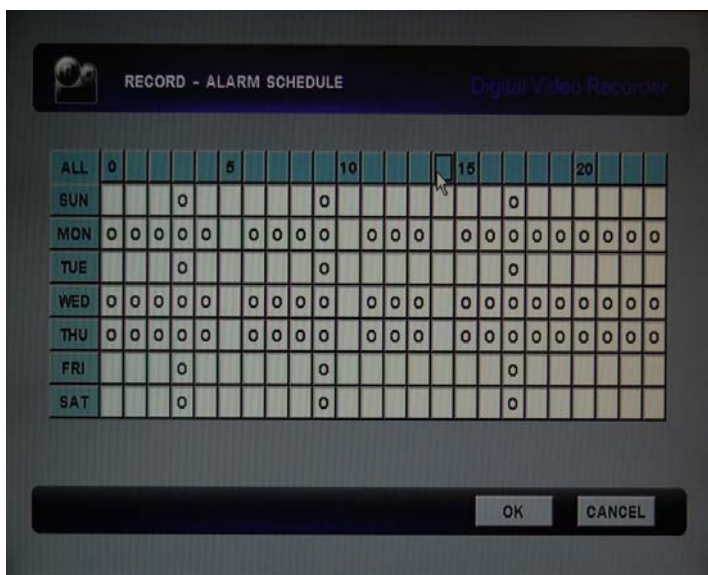 RECORD - ALARM SCHEDULE
Digital Video Recorder
ALL 0 5 10 15 20
SUN O O O
MON O O O O O O O O O O O O O O O O O O O O O
TUE O O O
WED O O O O O O O O O O O O O O O O O O O O O
THU O O O O O O O O O O O O O O O O O O O O O
FRI O O O
SAT O O O
OK CANCEL